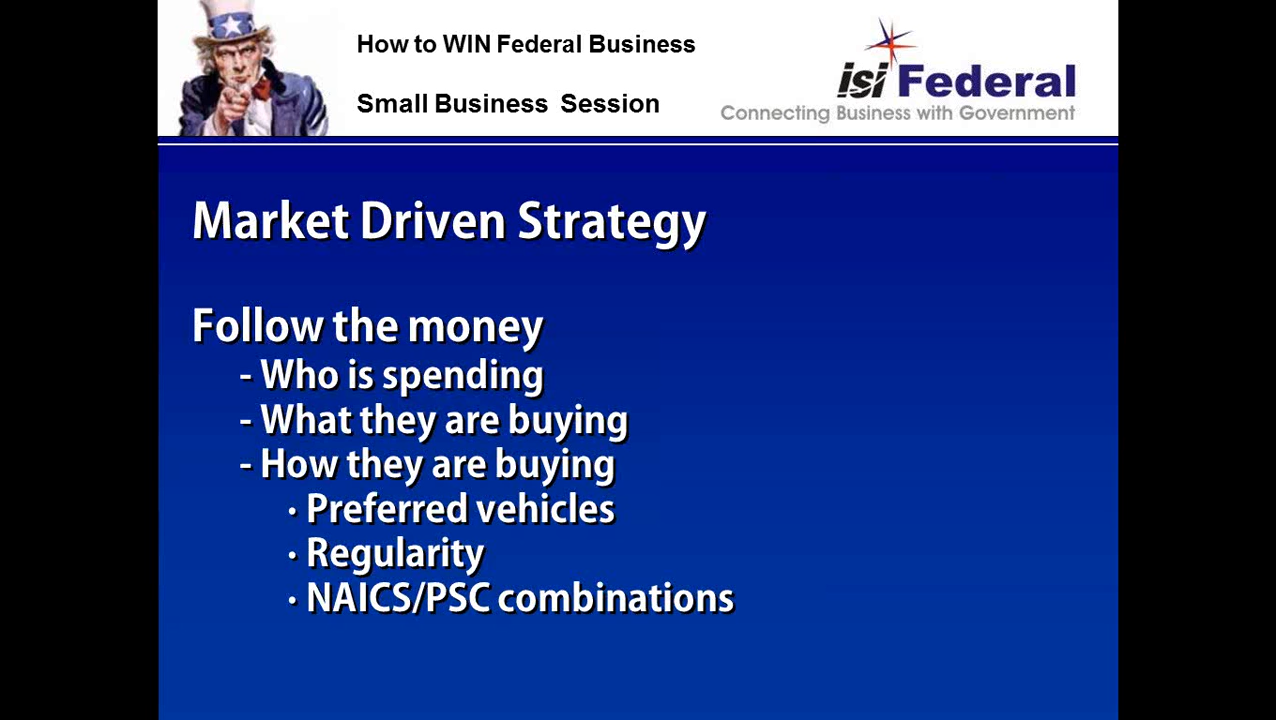 How to WIN Federal Business
Small Business Session
isi Federal
Connecting Business with Government
Market Driven Strategy
Follow the money
- Who is spending
- What they are buying
- How they are buying
· Preferred vehicles
· Regularity
· NAICS/PSC combinations